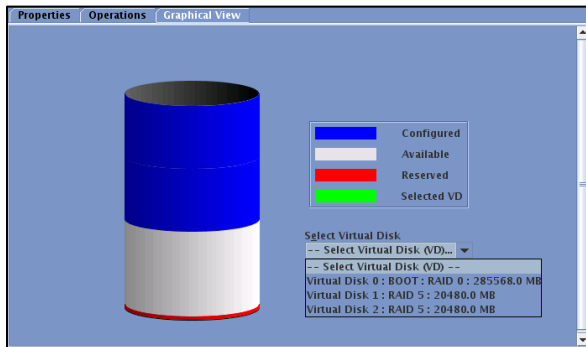 Properties Operations Graphical View
Configured
Available
Reserved
Selected VD
Select Virtual Disk
-- Select Virtual Disk (VD)...
-- Select Virtual Disk (VD) --
Virtual Disk 0 : BOOT : RAID 0 : 285568.0 MB
Virtual Disk 1 : RAID 5 : 20480.0 MB
Virtual Disk 2 : RAID 5 : 20480.0 MB